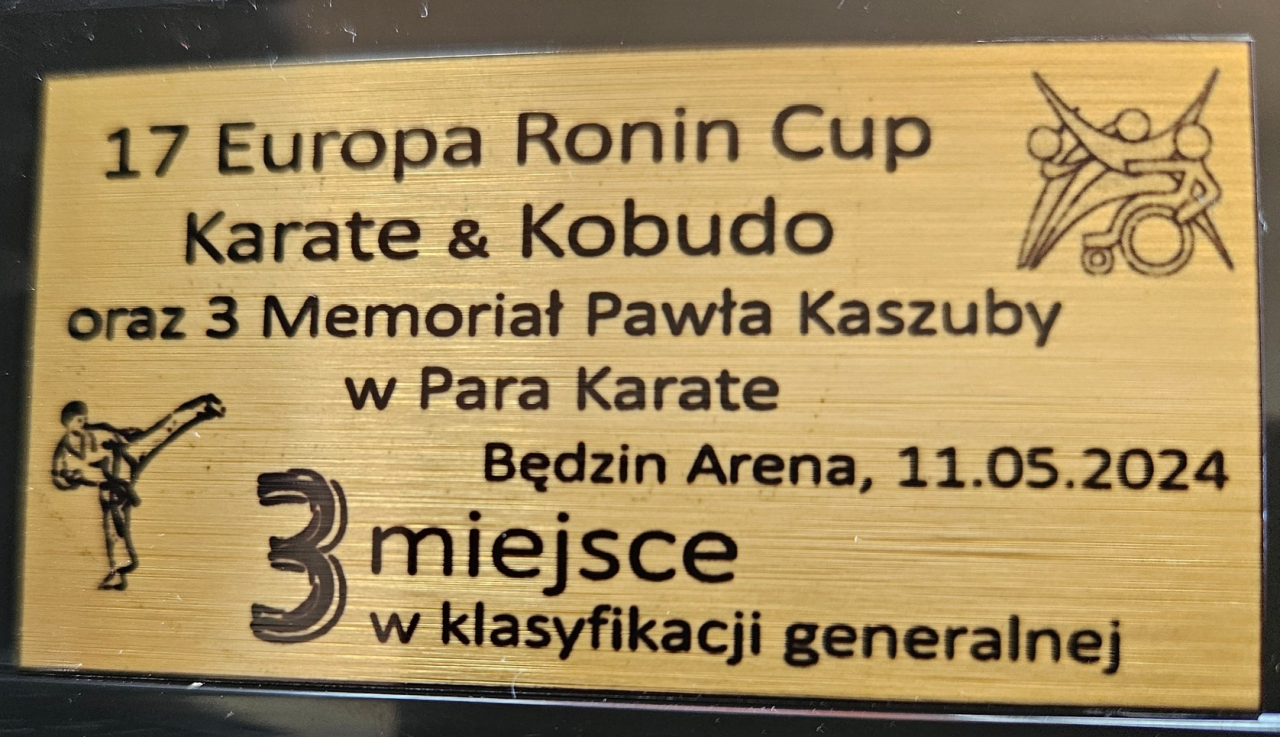 17 Europa Ronin Cup
Karate & Kobudo
oraz 3 Memoriał Pawła Kaszuby
w Para Karate
Będzin Arena, 11.05.2024
3 miejsce
w klasyfikacji generalnej